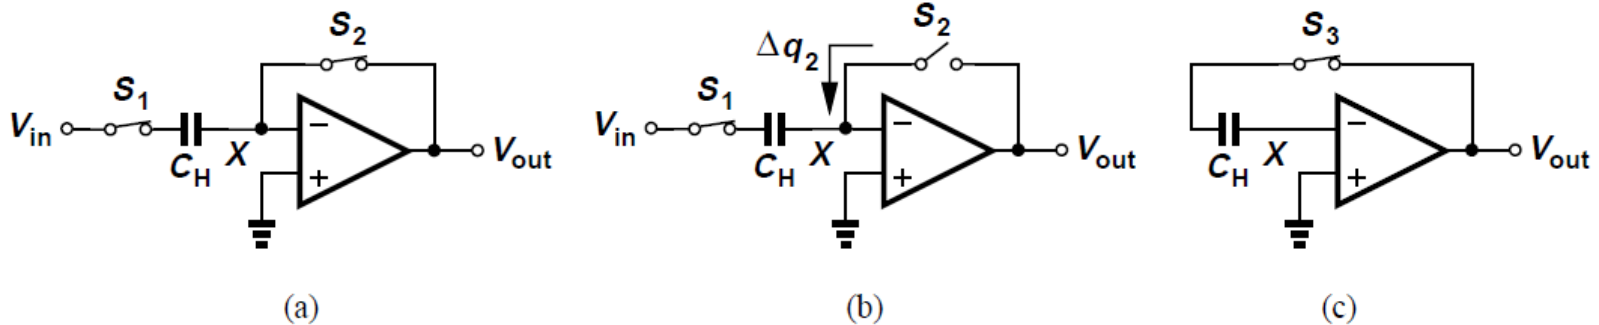 S2
S1
Vin
CH
X
−
+
Vout
(a)
Δq2
S2
S1
Vin
CH
X
−
+
Vout
(b)
S3
CH
X
−
+
Vout
(c)